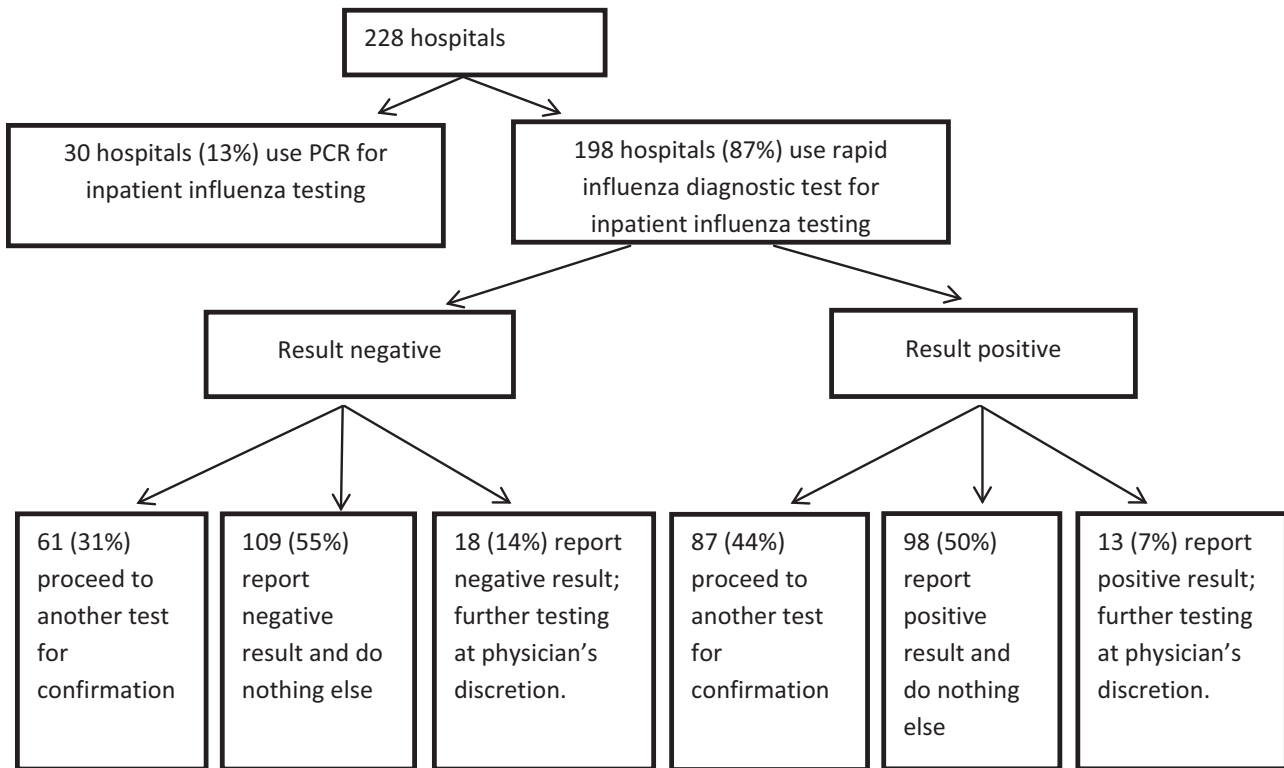 228 hospitals
30 hospitals (13%) use PCR for
inpatient influenza testing
198 hospitals (87%) use rapid
influenza diagnostic test for
inpatient influenza testing
Result negative
Result positive
61 (31%)
proceed to
another test
for
confirmation
109 (55%)
report
negative
result and do
nothing else
18 (14%) report
negative result;
further testing
at physician’s
discretion.
87 (44%)
proceed to
another test
for
confirmation
98 (50%)
report
positive
result and
do nothing
else
13 (7%) report
positive result;
further testing
at physician’s
discretion.